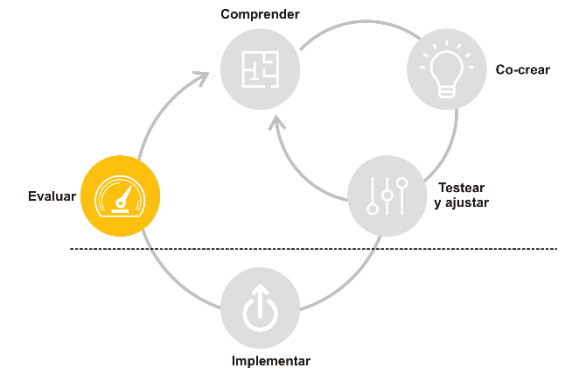 Comprender
Co-crear
Evaluar
Testear
y ajustar
Implementar